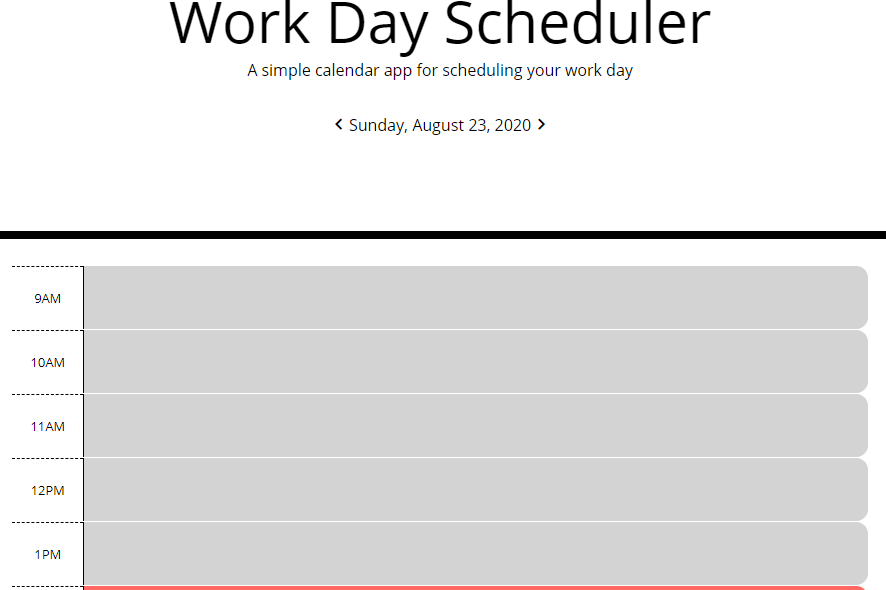 Work Day Scheduler
A simple calendar app for scheduling your work day
Sunday, August 23, 2020
9AM
10AM
11AM
12PM
1PM